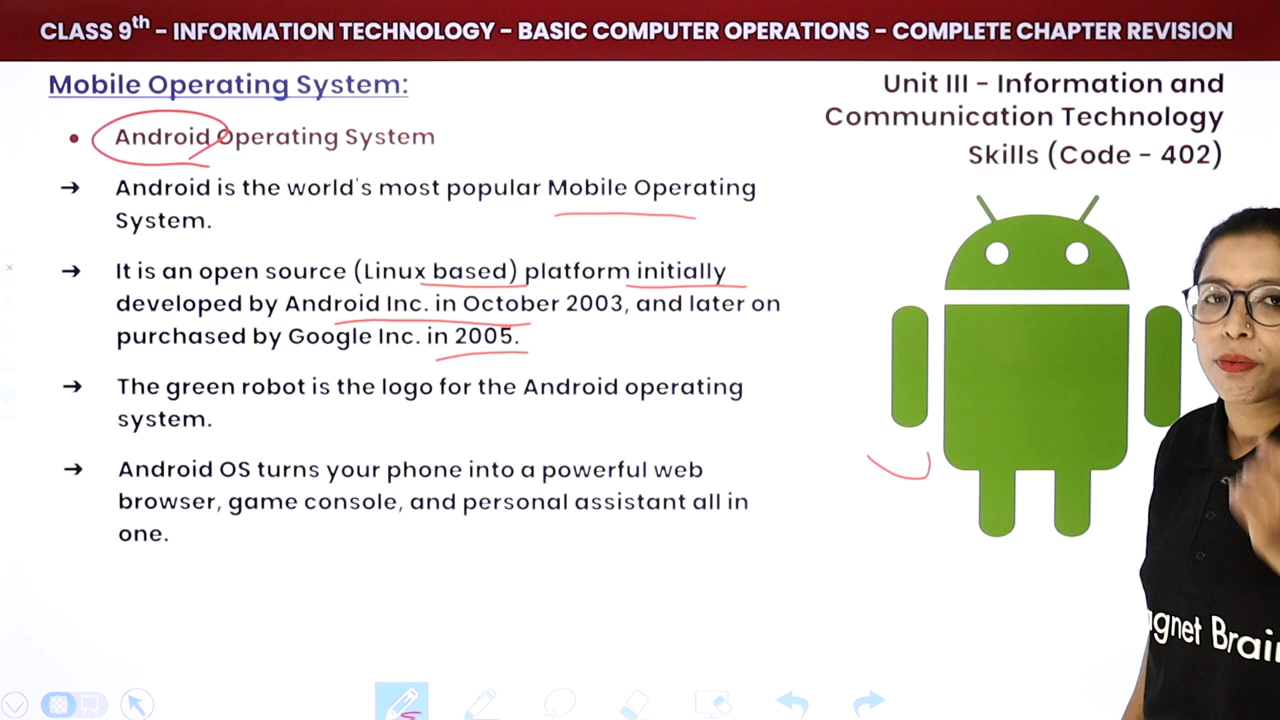 CLASS 9th - INFORMATION TECHNOLOGY - BASIC COMPUTER OPERATIONS - COMPLETE CHAPTER REVISION
Mobile Operating System:
Unit III - Information and
Communication Technology
Skills (Code - 402)
• Android Operating System
→ Android is the world's most popular Mobile Operating
System.
→ It is an open source (Linux based) platform initially
developed by Android Inc. in October 2003, and later on
purchased by Google Inc. in 2005.
→ The green robot is the logo for the Android operating
system.
→ Android OS turns your phone into a powerful web
browser, game console, and personal assistant all in
one.
gnet Brai